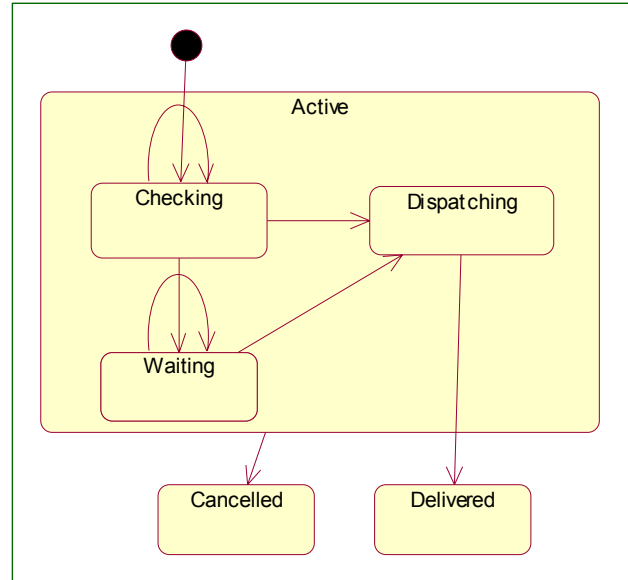 Active
Checking
Dispatching
Waiting
Cancelled
Delivered